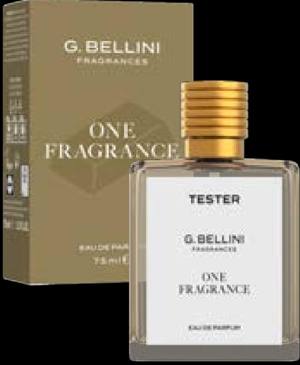 G. BELLINI
FRAGRANCES
ONE
FRAGRANCE
EAU DE PARFUM
75 ml e
TESTER
G. BELLINI
FRAGRANCES
ONE
FRAGRANCE
EAU DE PARFUM